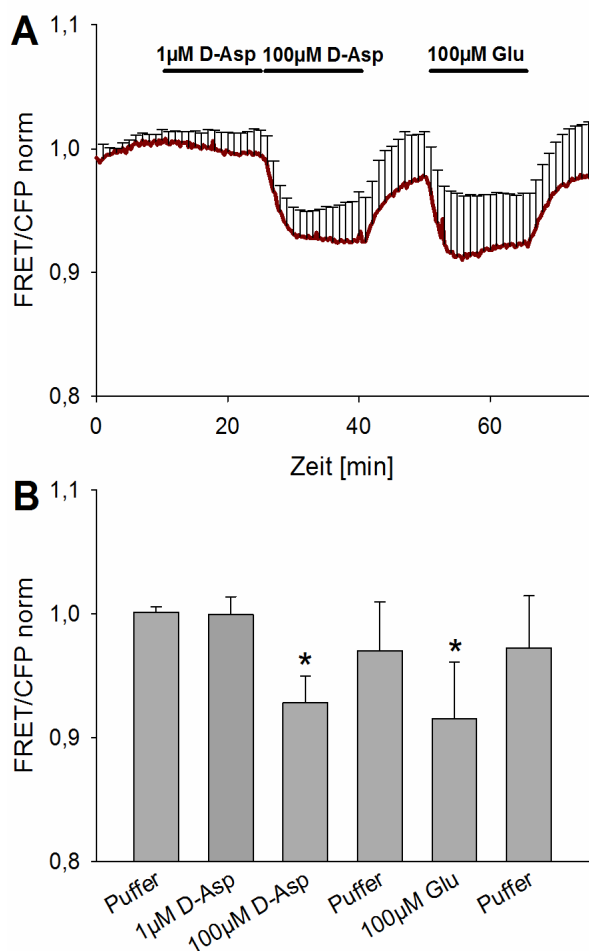 A
1,1
1µM D-Asp 100µM D-Asp 100µM Glu
1,0
FRET/CFP norm
0,9
0,8
0 20 40 60
Zeit [min]
B
1,1
1,0
* *
FRET/CFP norm
0,9
0,8
Puffer 1µM D-Asp 100µM D-Asp Puffer 100µM Glu Puffer